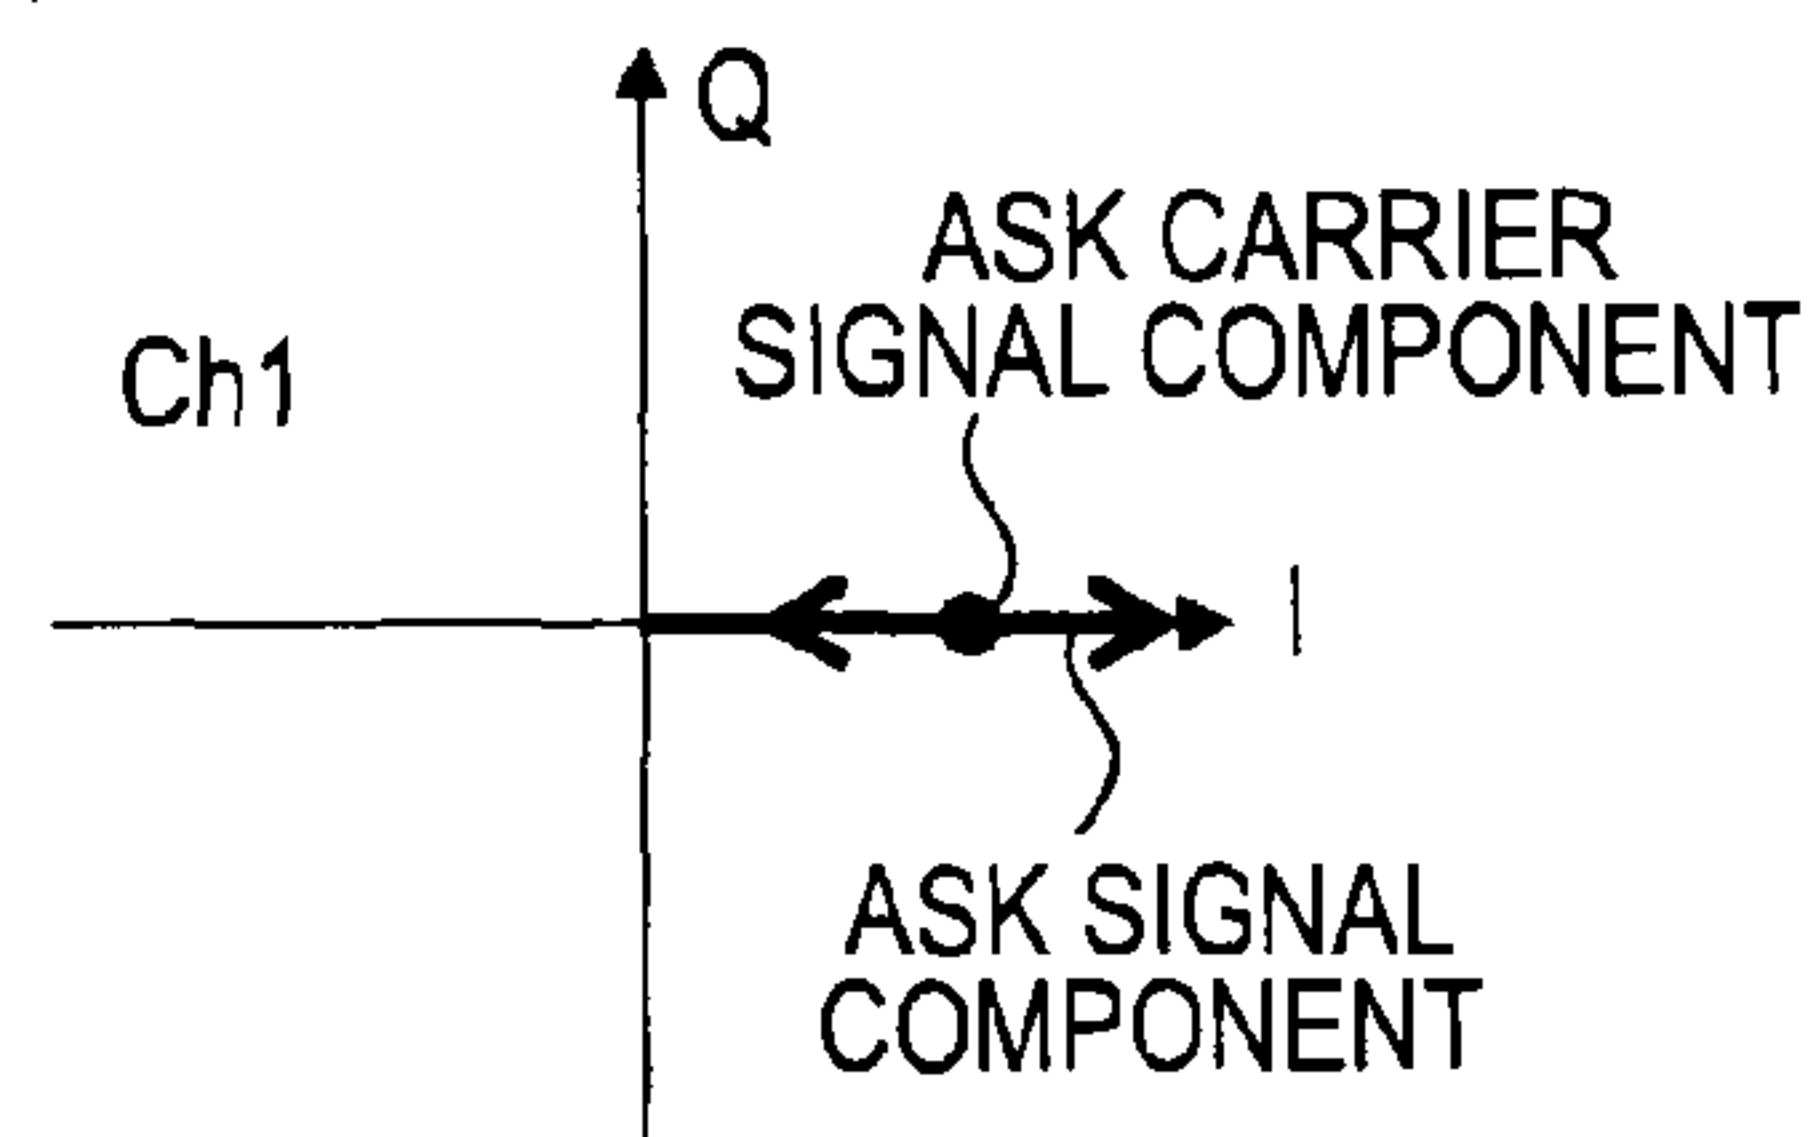 Q
ASK CARRIER
SIGNAL COMPONENT
Ch1
I
ASK SIGNAL
COMPONENT